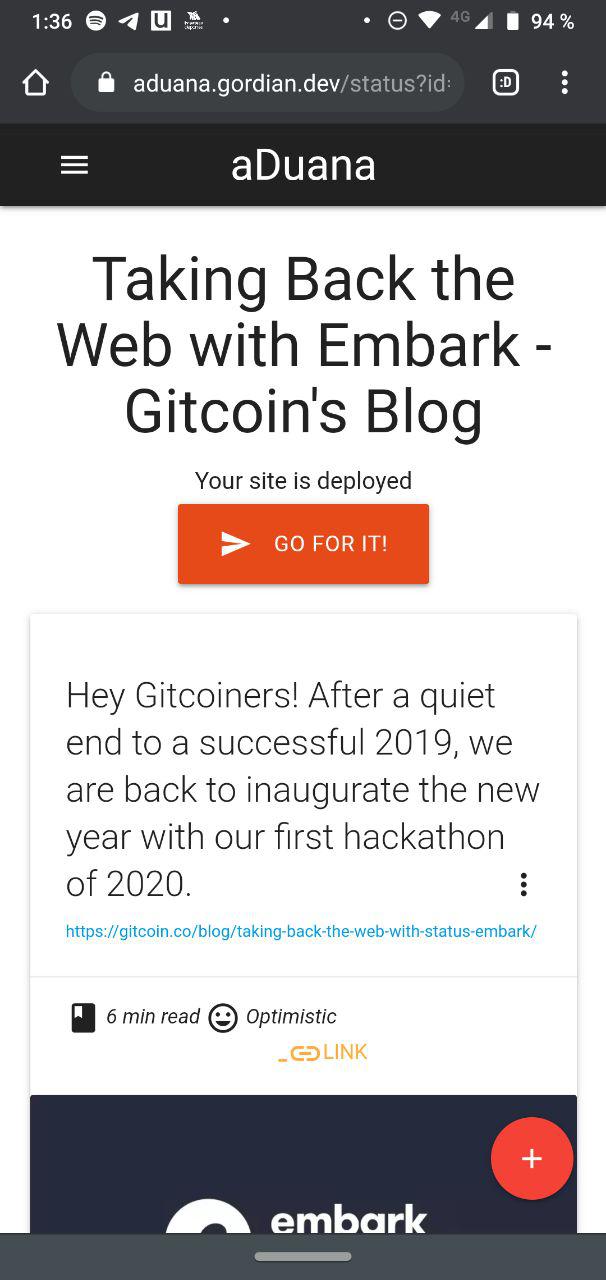 1:36 4G 94 %
aduana.gordian.dev/status?id :D
aDuana
Taking Back the
Web with Embark -
Gitcoin's Blog
Your site is deployed
GO FOR IT!
Hey Gitcoiners! After a quiet
end to a successful 2019, we
are back to inaugurate the new
year with our first hackathon
of 2020.
https://gitcoin.co/blog/taking-back-the-web-with-status-embark/
6 min read Optimistic
LINK
embark